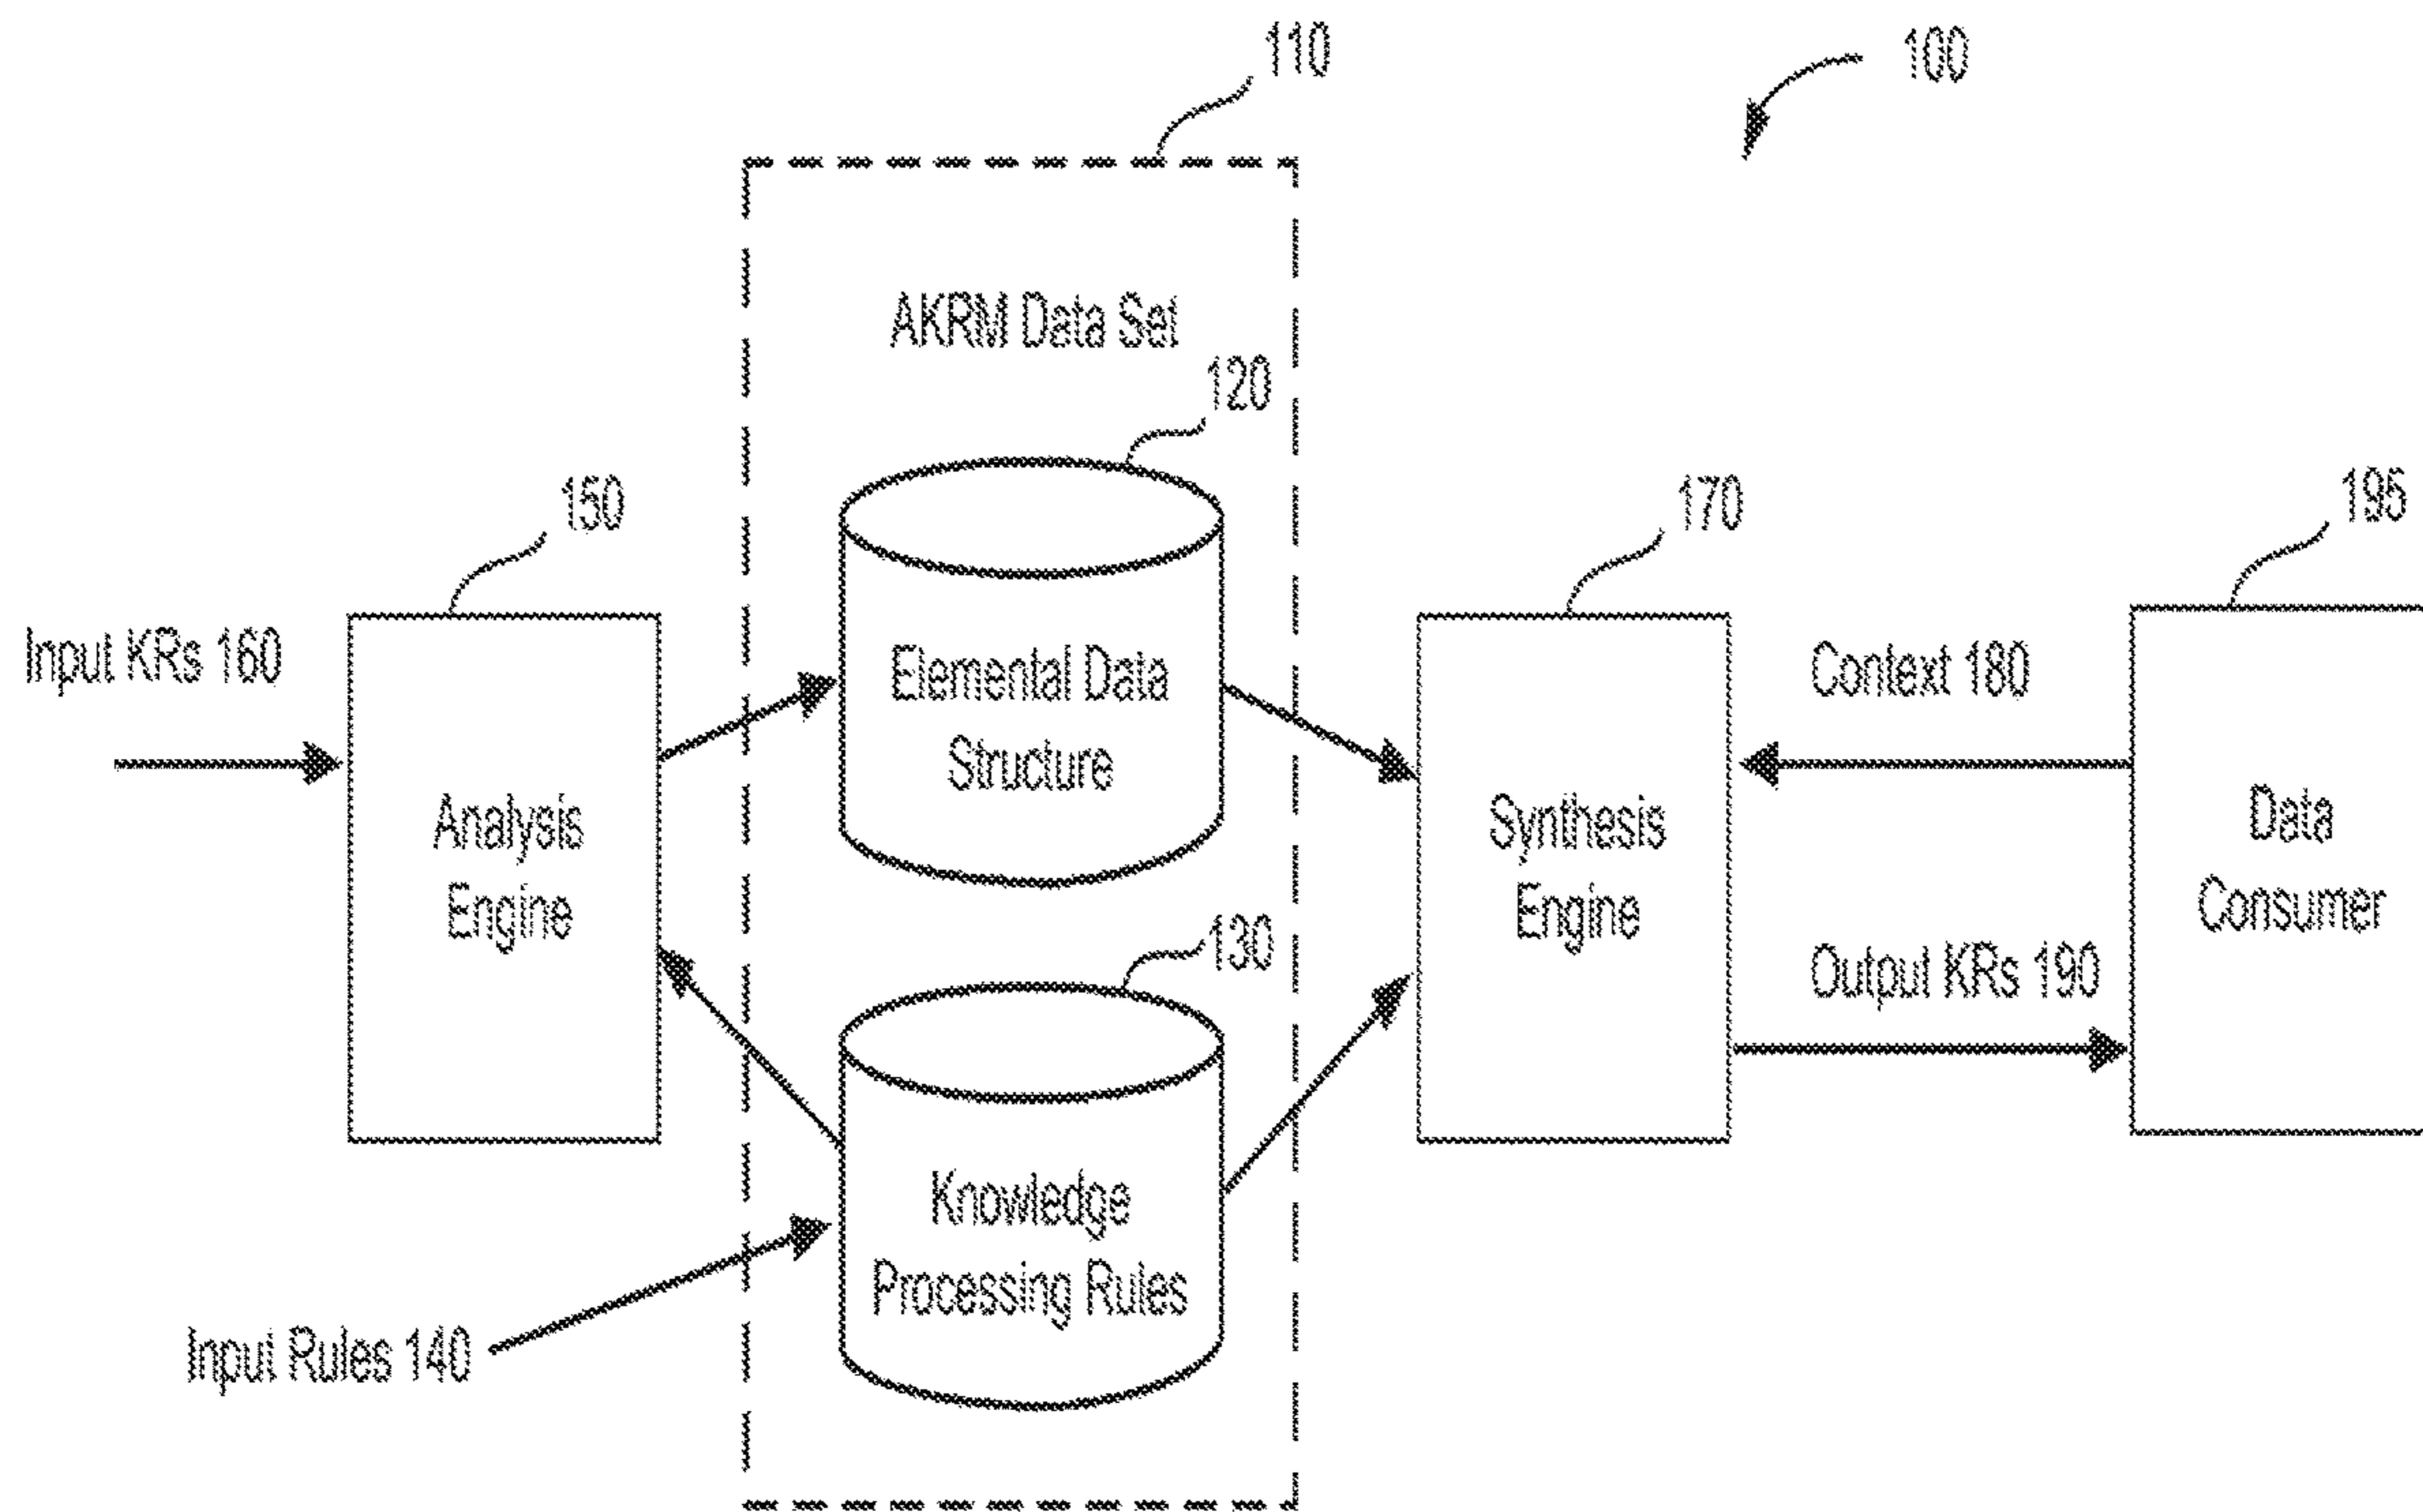 110
100
AKRM Data Set
120
150
170
195
Input KRs 160
Elemental Data
Structure
Context 180
Analysis
Engine
Synthesis
Engine
Data
Consumer
130
Output KRs 190
Knowledge
Processing Rules
Input Rules 140